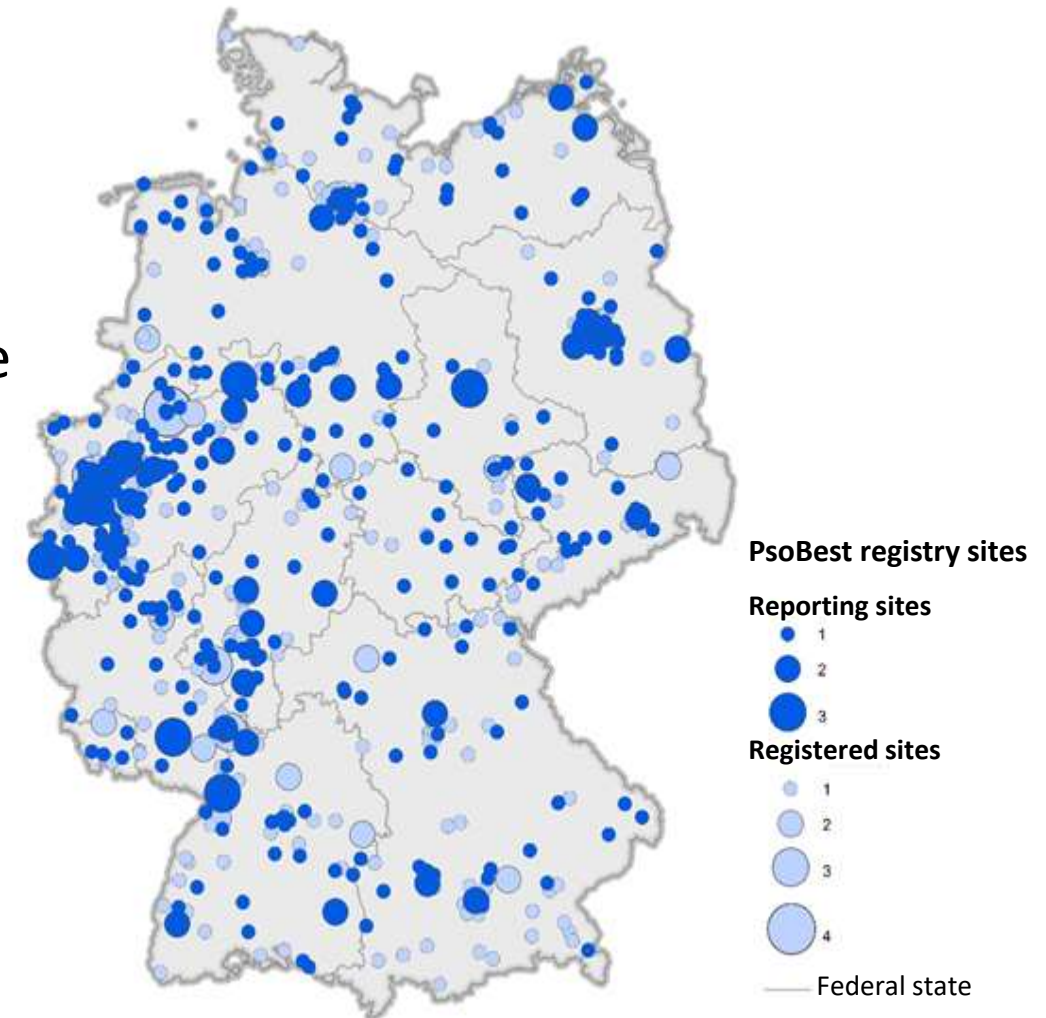 e
PsoBest registry sites
Reporting sites
1
2
3
Registered sites
1
2
3
4
Federal state